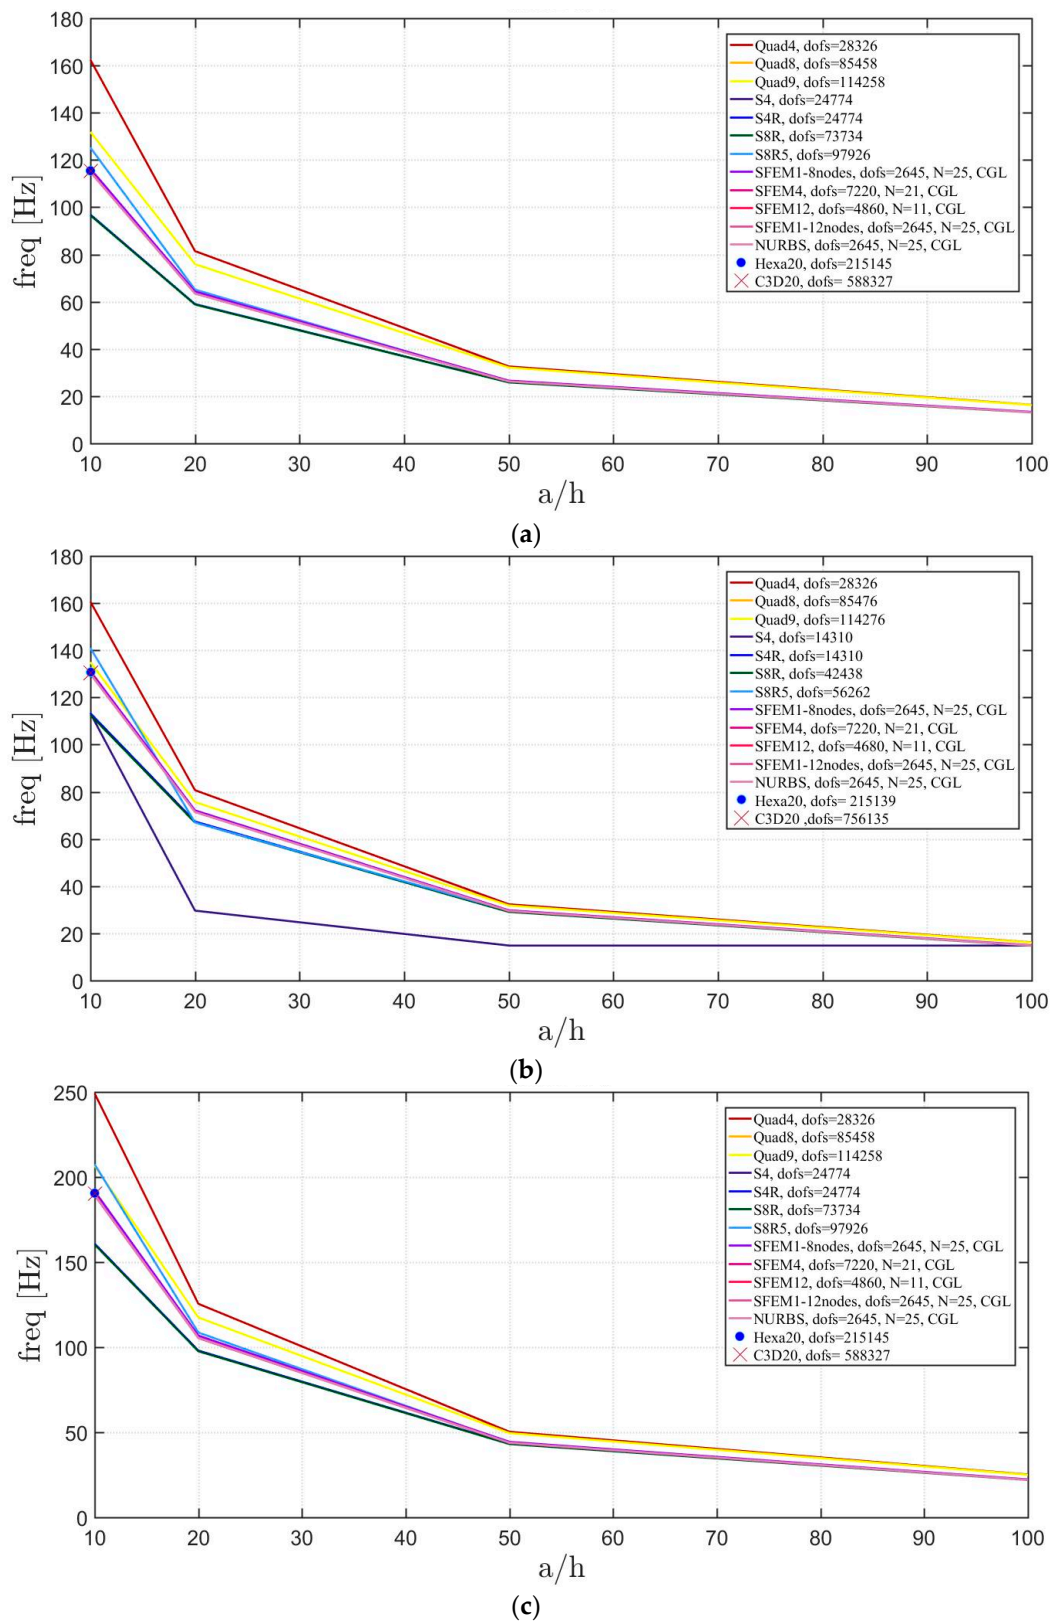 180
160
140
120
100
80
60
40
20
0
freq [Hz]
10 20 30 40 50 60 70 80 90 100
a/h
Quad4, dofs=28326
Quad8, dofs=85458
Quad9, dofs=114258
S4, dofs=24774
S4R, dofs=24774
S8R, dofs=73734
S8R5, dofs=97926
SFEM1-8nodes, dofs=2645, N=25, CGL
SFEM4, dofs=7220, N=21, CGL
SFEM12, dofs=4860, N=11, CGL
SFEM1-12nodes, dofs=2645, N=25, CGL
NURBS, dofs=2645, N=25, CGL
Hexa20, dofs=215145
C3D20, dofs= 588327
(a)
180
160
140
120
100
80
60
40
20
0
freq [Hz]
10 20 30 40 50 60 70 80 90 100
a/h
Quad4, dofs=28326
Quad8, dofs=85476
Quad9, dofs=114276
S4, dofs=14310
S4R, dofs=14310
S8R, dofs=42438
S8R5, dofs=56262
SFEM1-8nodes, dofs=2645, N=25, CGL
SFEM4, dofs=7220, N=21, CGL
SFEM12, dofs=4680, N=11, CGL
SFEM1-12nodes, dofs=2645, N=25, CGL
NURBS, dofs=2645, N=25, CGL
Hexa20, dofs= 215139
C3D20 ,dofs=756135
(b)
250
200
150
100
50
0
freq [Hz]
10 20 30 40 50 60 70 80 90 100
a/h
Quad4, dofs=28326
Quad8, dofs=85458
Quad9, dofs=114258
S4, dofs=24774
S4R, dofs=24774
S8R, dofs=73734
S8R5, dofs=97926
SFEM1-8nodes, dofs=2645, N=25, CGL
SFEM4, dofs=7220, N=21, CGL
SFEM12, dofs=4860, N=11, CGL
SFEM1-12nodes, dofs=2645, N=25, CGL
NURBS, dofs=2645, N=25, CGL
Hexa20, dofs=215145
C3D20, dofs= 588327
(c)